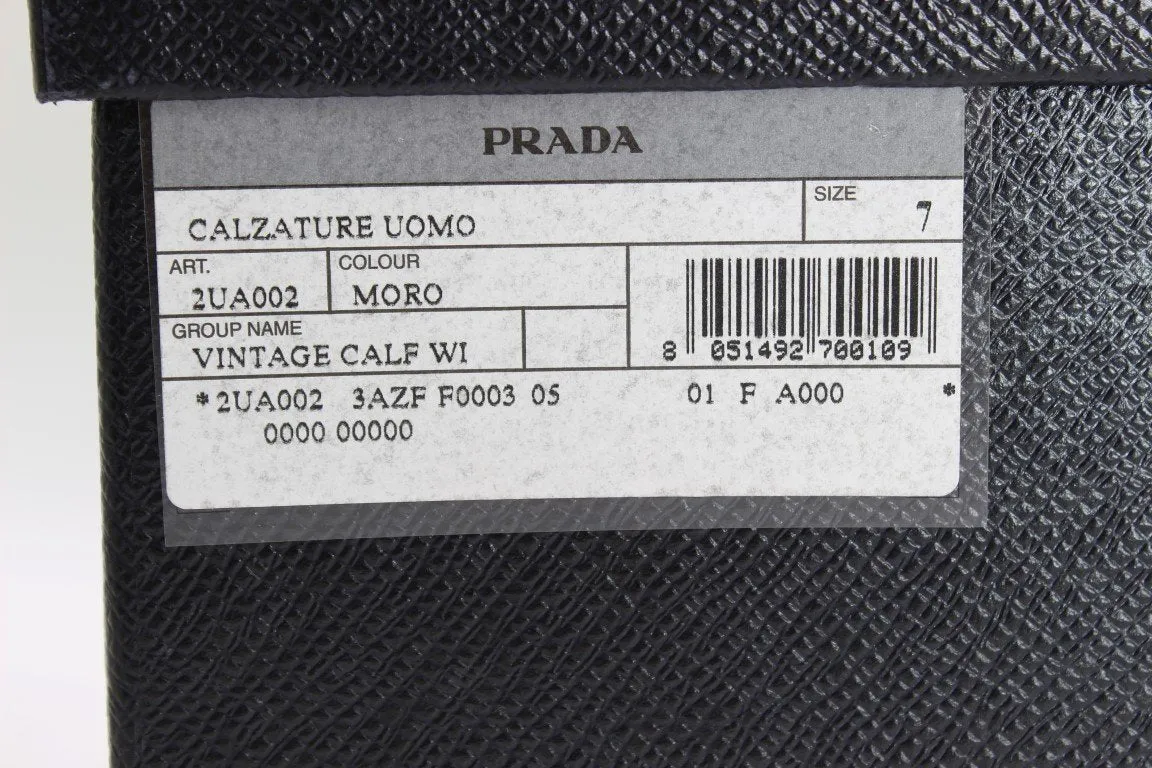 PRADA
CALZATURE UOMO
SIZE
7
ART.
2UA002
COLOUR
MORO
GROUP NAME
VINTAGE CALF WI
8 051492 700109
*2UA002 3AZF F0003 05 01 F A000 *
0000 00000